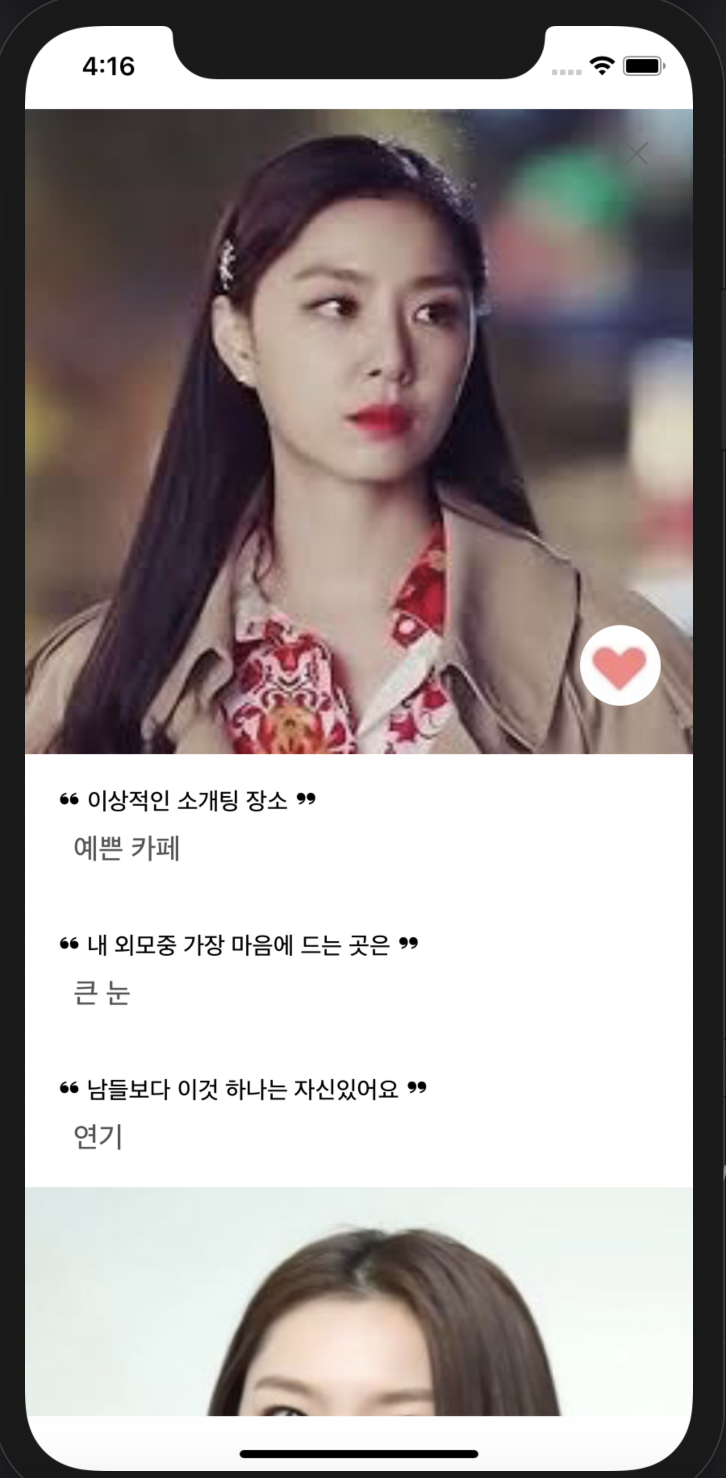 4:16
❝ 이상적인 소개팅 장소 ❞
예쁜 카페
❝ 내 외모중 가장 마음에 드는 곳은 ❞
큰 눈
❝ 남들보다 이것 하나는 자신있어요 ❞
연기